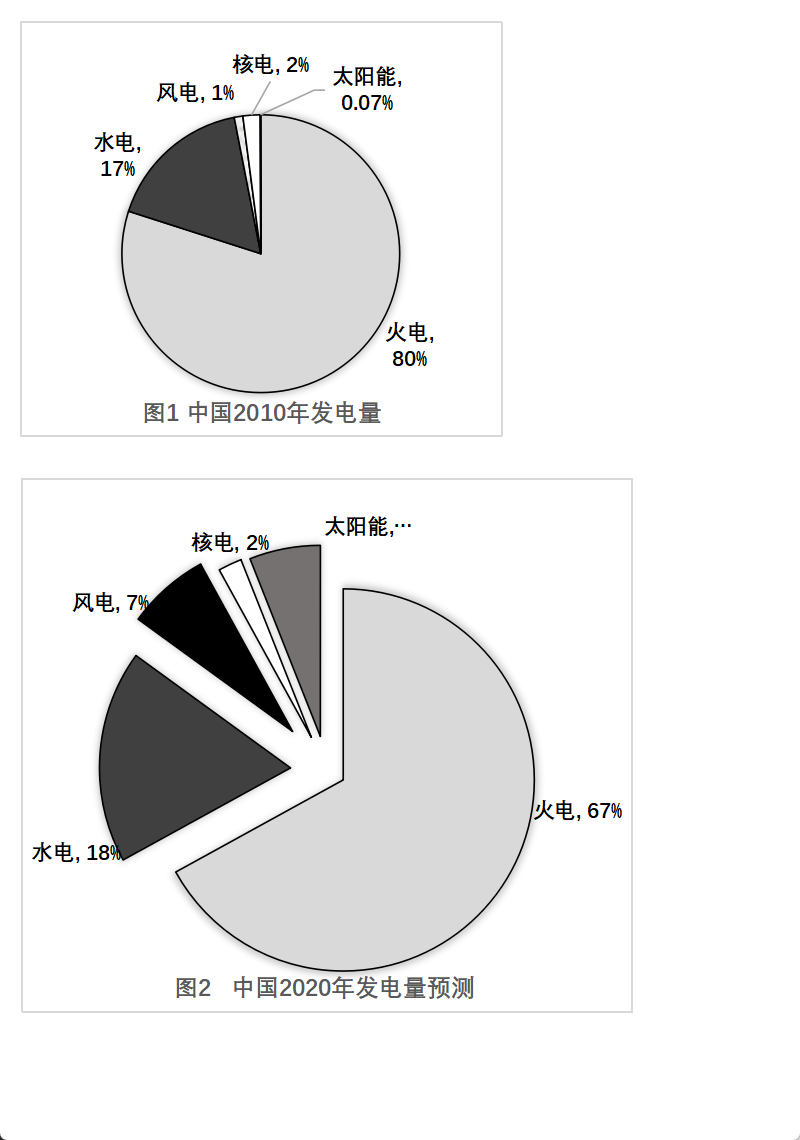 核电, 2%
太阳能,
0.07%
风电, 1%
水电,
17%
火电,
80%
图1 中国2010年发电量
太阳能,…
核电, 2%
风电, 7%
火电, 67%
水电, 18%
图2 中国2020年发电量预测